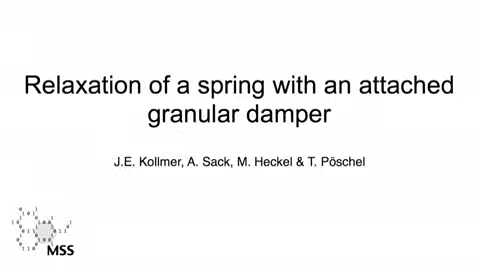 Relaxation of a spring with an attached
granular damper
J.E. Kollmer, A. Sack, M. Heckel & T. Pöschel
MSS